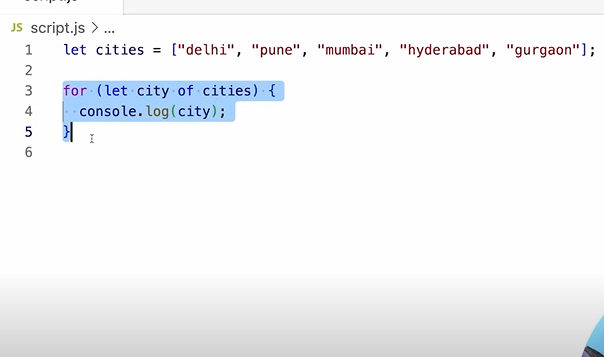 JS script.js > ...
1 let cities = ["delhi", "pune", "mumbai", "hyderabad", "gurgaon"];
2
3 for (let city of cities) {
4 console.log(city);
5 }
6